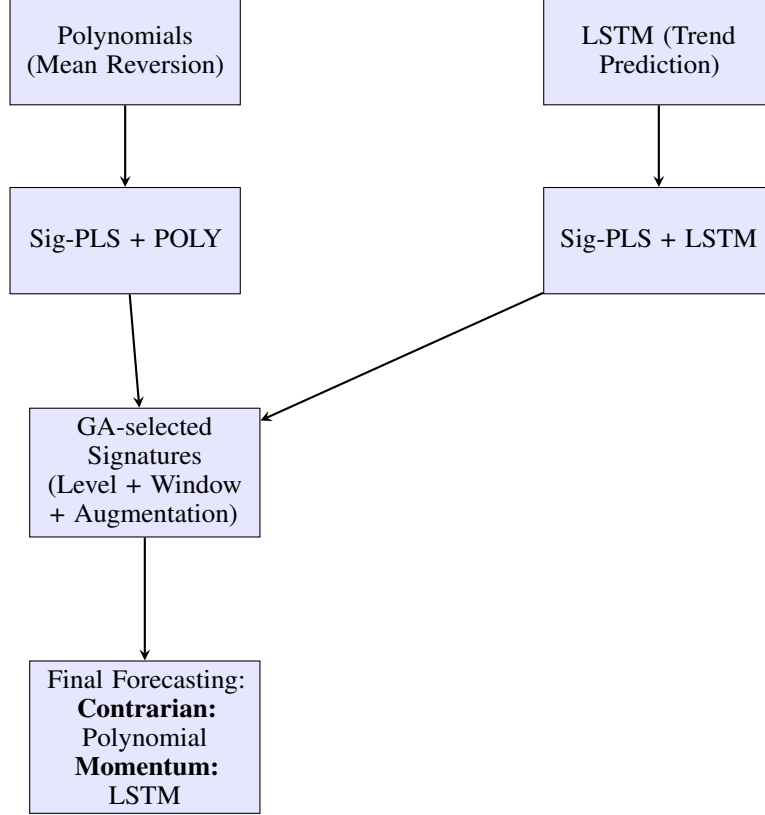 Polynomials
(Mean Reversion)
LSTM (Trend
Prediction)
Sig-PLS + POLY
Sig-PLS + LSTM
GA-selected
Signatures
(Level + Window
+ Augmentation)
Final Forecasting:
Contrarian:
Polynomial
Momentum:
LSTM